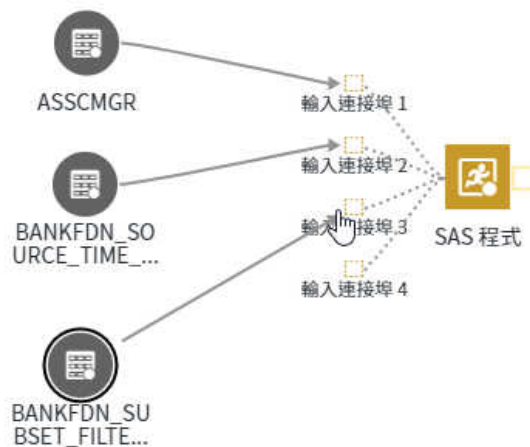 ASSCMGR
輸入連接埠 1
BANKFDN_SO
URCE_TIME_...
輸入連接埠 2
輸入連接埠 3
SAS 程式
輸入連接埠 4
BANKFDN_SU
BSET_FILTE...